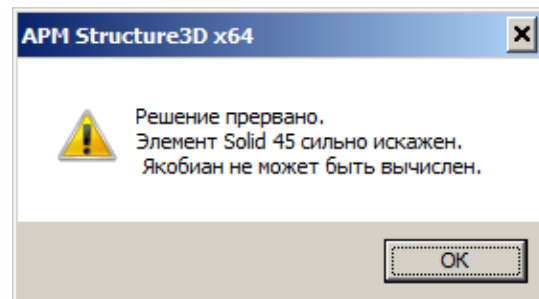 APM Structure3D x64
Решение прервано.
Элемент Solid 45 сильно искажен.
Якобиан не может быть вычислен.
OK